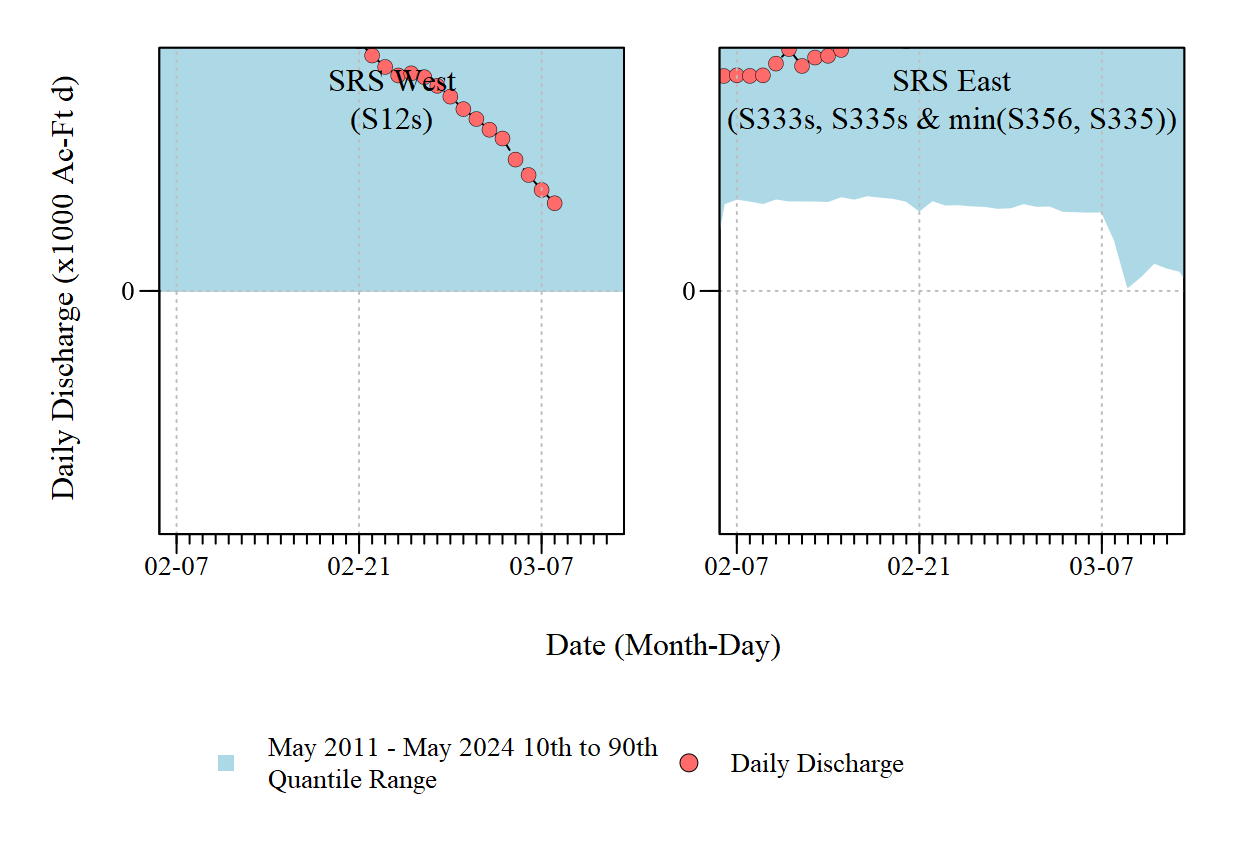 SRS West
(S12s)
SRS East
(S333s, S335s & min(S356, S335))
Daily Discharge (x1000 Ac-Ft d)
0
0
02-07
02-21
03-07
02-07
02-21
03-07
Date (Month-Day)
May 2011 - May 2024 10th to 90th
Quantile Range
Daily Discharge